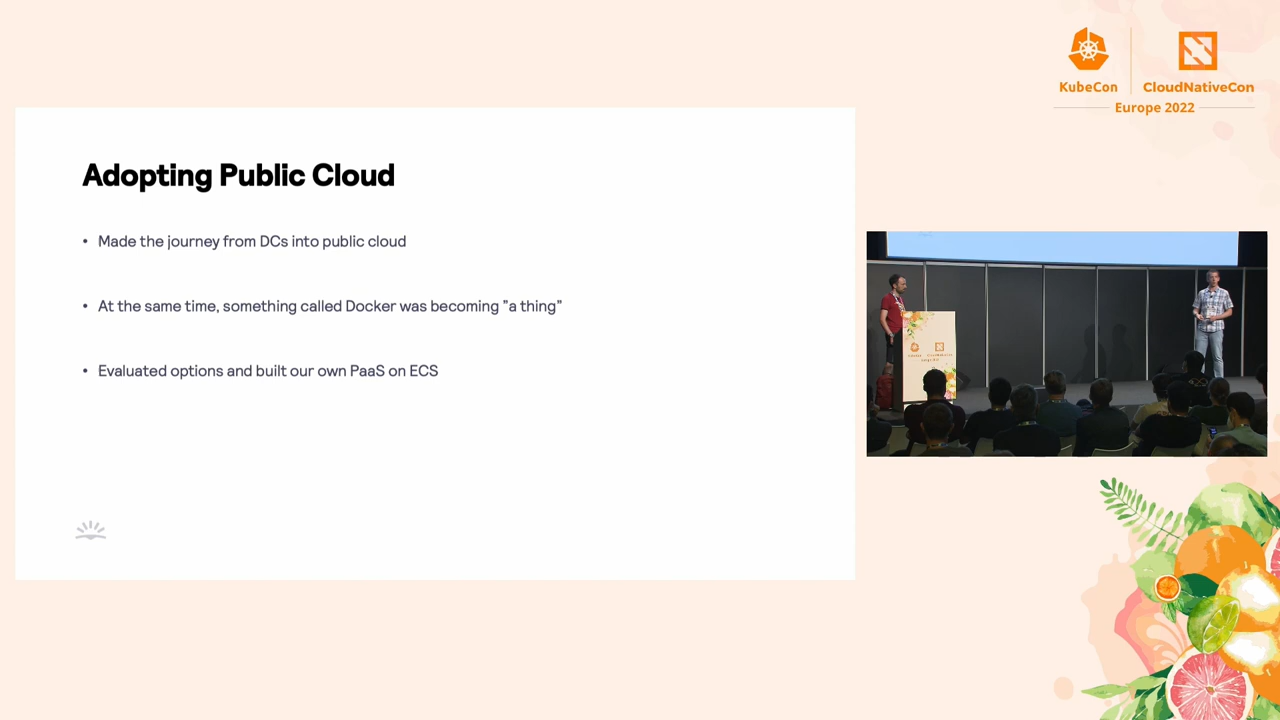 KubeCon
CloudNativeCon
Europe 2022
Adopting Public Cloud
• Made the journey from DCs into public cloud
• At the same time, something called Docker was becoming ”a thing”
• Evaluated options and built our own PaaS on ECS